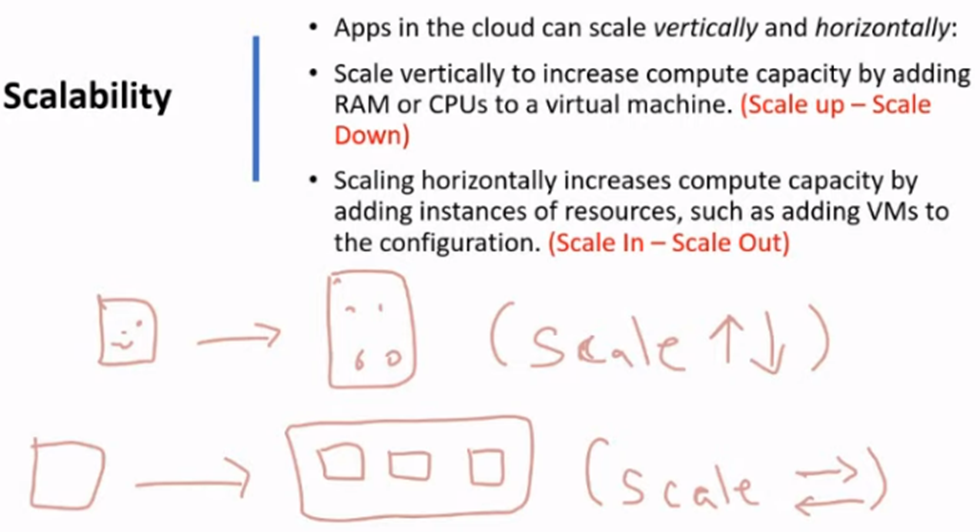 Scalability
• Apps in the cloud can scale vertically and horizontally:
• Scale vertically to increase compute capacity by adding
RAM or CPUs to a virtual machine. (Scale up – Scale
Down)
• Scaling horizontally increases compute capacity by
adding instances of resources, such as adding VMs to
the configuration. (Scale In – Scale Out)
(Scale ↑↓)
(Scale ⇄)